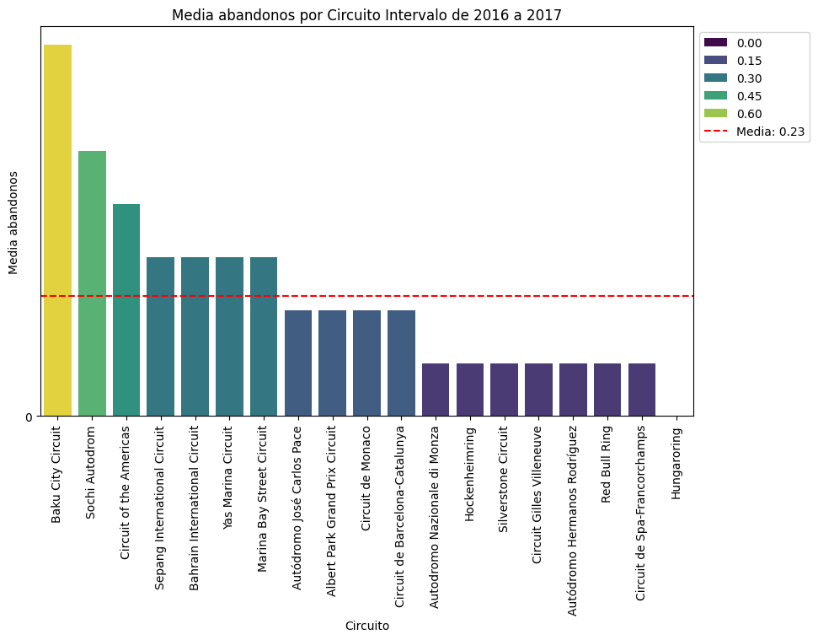 Media abandonos por Circuito Intervalo de 2016 a 2017
0.00
0.15
0.30
0.45
0.60
Media: 0.23
Media abandonos
0
Baku City Circuit
Sochi Autodrom
Circuit of the Americas
Sepang International Circuit
Bahrain International Circuit
Yas Marina Circuit
Marina Bay Street Circuit
Autódromo José Carlos Pace
Albert Park Grand Prix Circuit
Circuit de Monaco
Circuit de Barcelona-Catalunya
Autodromo Nazionale di Monza
Hockenheimring
Silverstone Circuit
Circuit Gilles Villeneuve
Autódromo Hermanos Rodríguez
Red Bull Ring
Circuit de Spa-Francorchamps
Hungaroring
Circuito